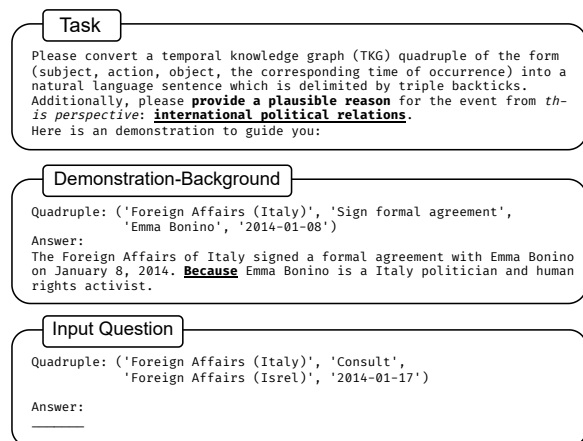 Task
Please convert a temporal knowledge graph (TKG) quadruple of the form
(subject, action, object, the corresponding time of occurrence) into a
natural language sentence which is delimited by triple backticks.
Additionally, please provide a plausible reason for the event from th-
is perspective: international political relations.
Here is an demonstration to guide you:
Demonstration-Background
Quadruple: ('Foreign Affairs (Italy)', 'Sign formal agreement',
'Emma Bonino', '2014-01-08')
Answer:
The Foreign Affairs of Italy signed a formal agreement with Emma Bonino
on January 8, 2014. Because Emma Bonino is a Italy politician and human
rights activist.
Input Question
Quadruple: ('Foreign Affairs (Italy)', 'Consult',
'Foreign Affairs (Isrel)', '2014-01-17')
Answer: